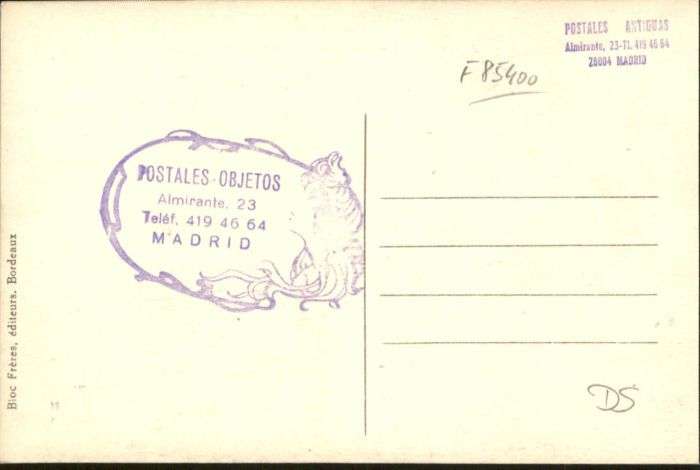 POSTALES ANTIGUAS
Almirante, 23-Tl. 419 46 64
28004 MADRID
F 85400
POSTALES-OBJETOS
Almirante, 23
Teléf. 419 46 64
MADRID
Bloc Frères, éditeurs, Bordeaux
DS